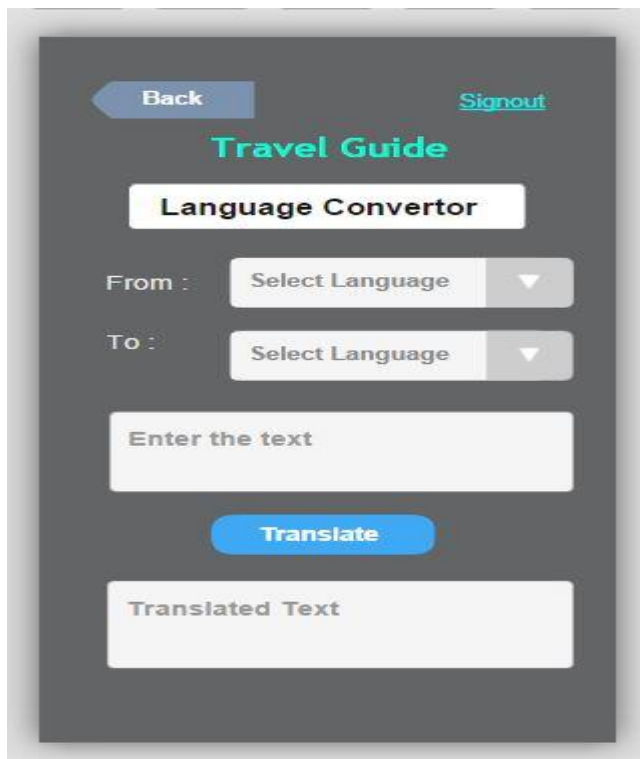 Back Signout
Travel Guide
Language Convertor
From : Select Language
To : Select Language
Enter the text
Translate
Translated Text